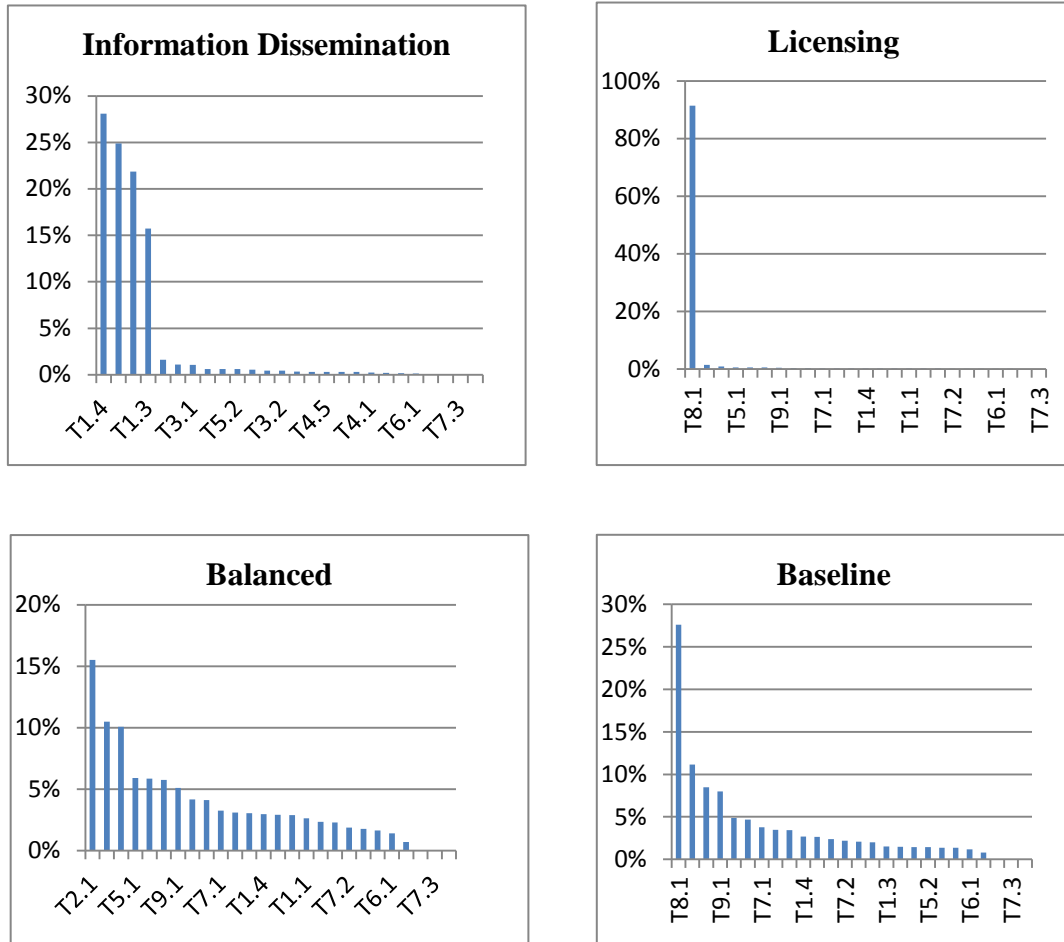 Information Dissemination
30%
25%
20%
15%
10%
5%
0%
T1.4
T1.3
T3.1
T5.2
T3.2
T4.5
T4.1
T6.1
T7.3
Licensing
100%
80%
60%
40%
20%
0%
T8.1
T5.1
T9.1
T7.1
T1.4
T1.1
T7.2
T6.1
T7.3
Balanced
20%
15%
10%
5%
0%
T2.1
T5.1
T9.1
T7.1
T1.4
T1.1
T7.2
T6.1
T7.3
Baseline
30%
25%
20%
15%
10%
5%
0%
T8.1
T9.1
T7.1
T1.4
T7.2
T1.3
T5.2
T6.1
T7.3